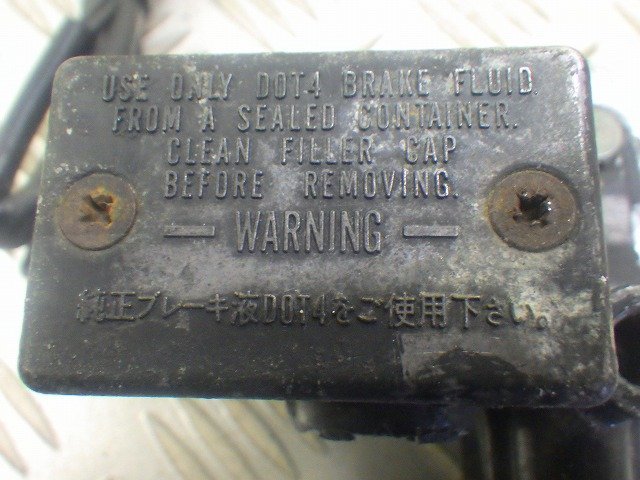 USE ONLY DOT4 BRAKE FLUID
FROM A SEALED CONTAINER.
CLEAN FILLER CAP
BEFORE REMOVING.
— WARNING —
純正ブレーキ液DOT4をご使用下さい。